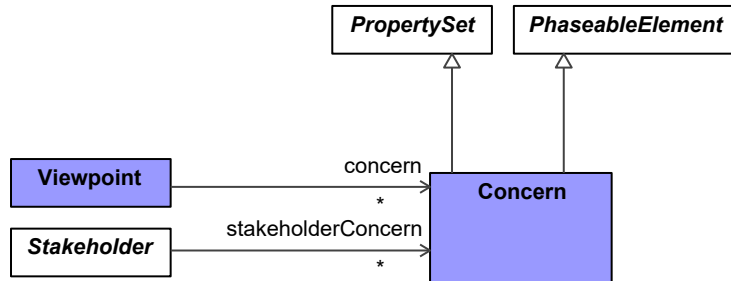 PropertySet
PhaseableElement
Viewpoint
concern
*
Concern
Stakeholder
stakeholderConcern
*